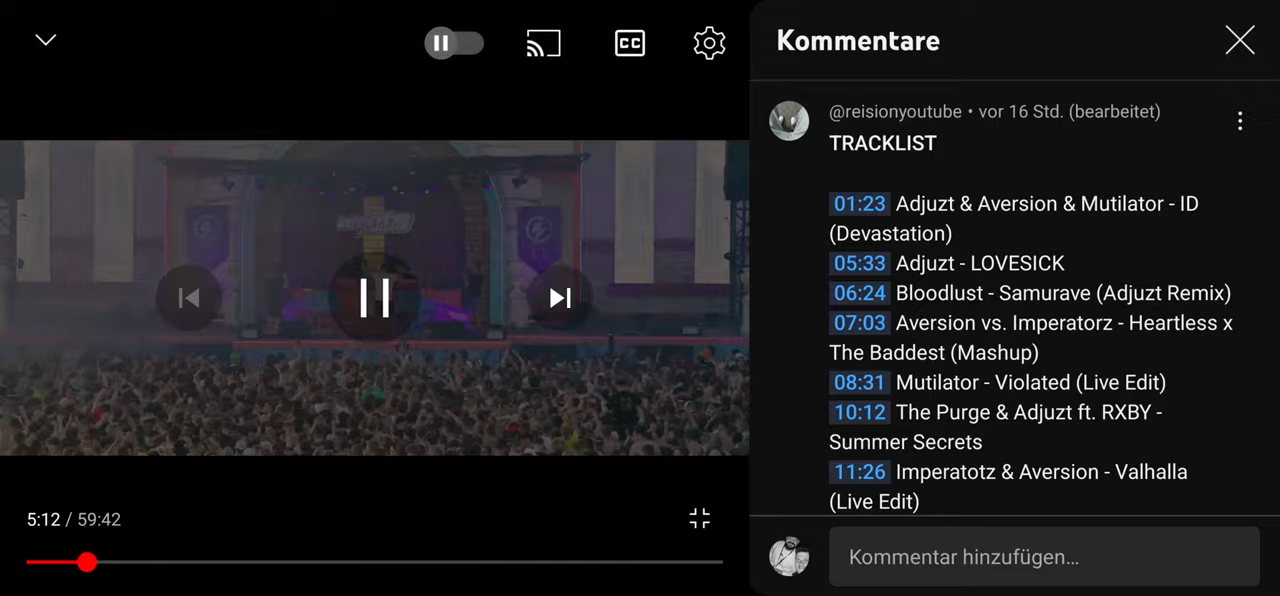 Kommentare
@reisionyoutube • vor 16 Std. (bearbeitet)
TRACKLIST
01:23 Adjuzt & Aversion & Mutilator - ID
(Devastation)
05:33 Adjuzt - LOVESICK
06:24 Bloodlust - Samurave (Adjuzt Remix)
07:03 Aversion vs. Imperatorz - Heartless x
The Baddest (Mashup)
08:31 Mutilator - Violated (Live Edit)
10:12 The Purge & Adjuzt ft. RXBY -
Summer Secrets
11:26 Imperatotz & Aversion - Valhalla
(Live Edit)
Kommentar hinzufügen...
CC
5:12 / 59:42